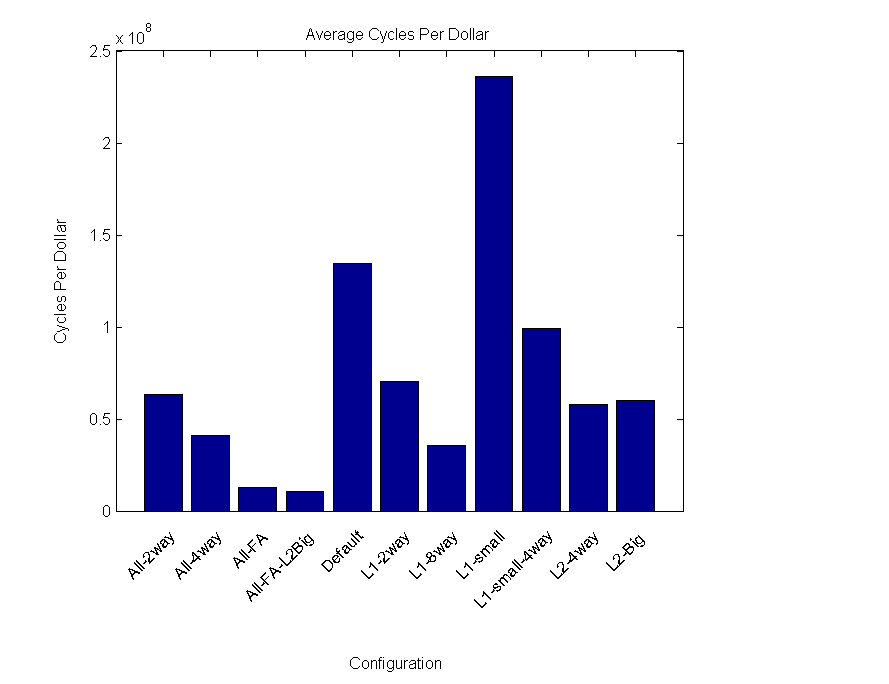 Average Cycles Per Dollar
x 10^8
2.5
2
1.5
1
0.5
0
Cycles Per Dollar
All-2way
All-4way
All-FA
All-FA-L2Big
Default
L1-2way
L1-8way
L1-small
L1-small-4way
L2-4way
L2-Big
Configuration